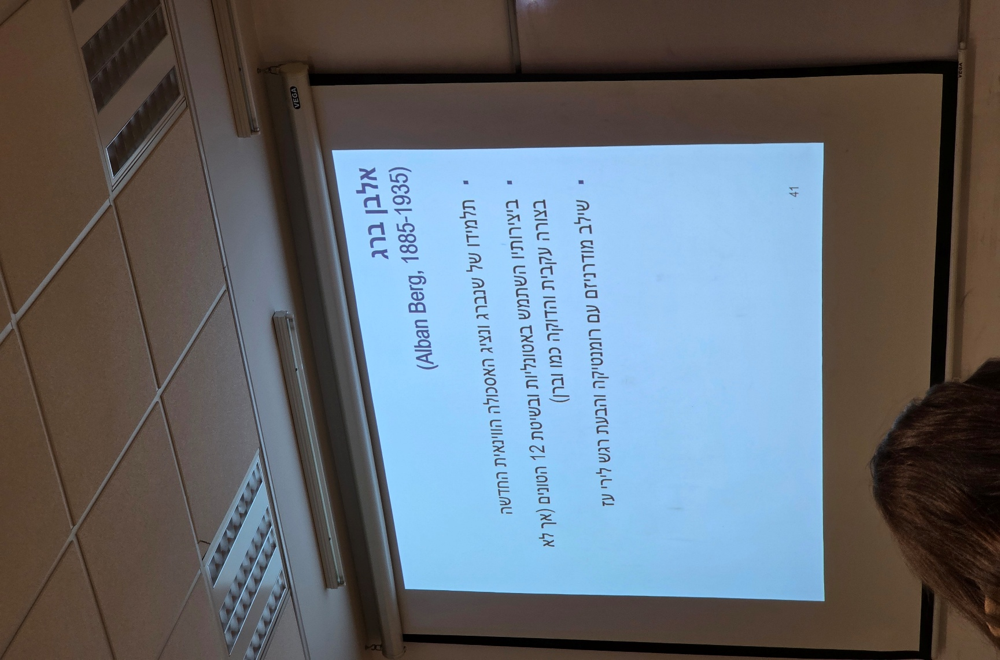 אלבן ברג
(Alban Berg, 1885-1935)
▪ תלמידו של שנברג ונציג האסכולה הווינאית החדשה
▪ ביצירותיו השתמש באטונליות ובשיטת 12 הטונים (אך לא
בצורה עקבית והדוקה כמו וברן)
▪ שילב מודרניזם עם רומנטיקה והבעת רגש לירי עז
41
VEGA
VEGA